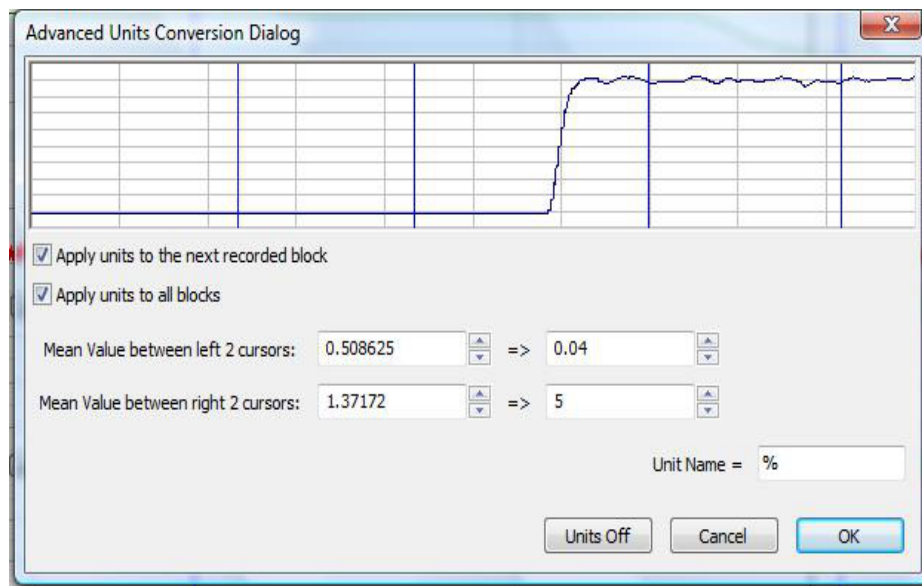 Advanced Units Conversion Dialog
X
Apply units to the next recorded block
Apply units to all blocks
Mean Value between left 2 cursors: 0.508625 => 0.04
Mean Value between right 2 cursors: 1.37172 => 5
Unit Name = %
Units Off Cancel OK